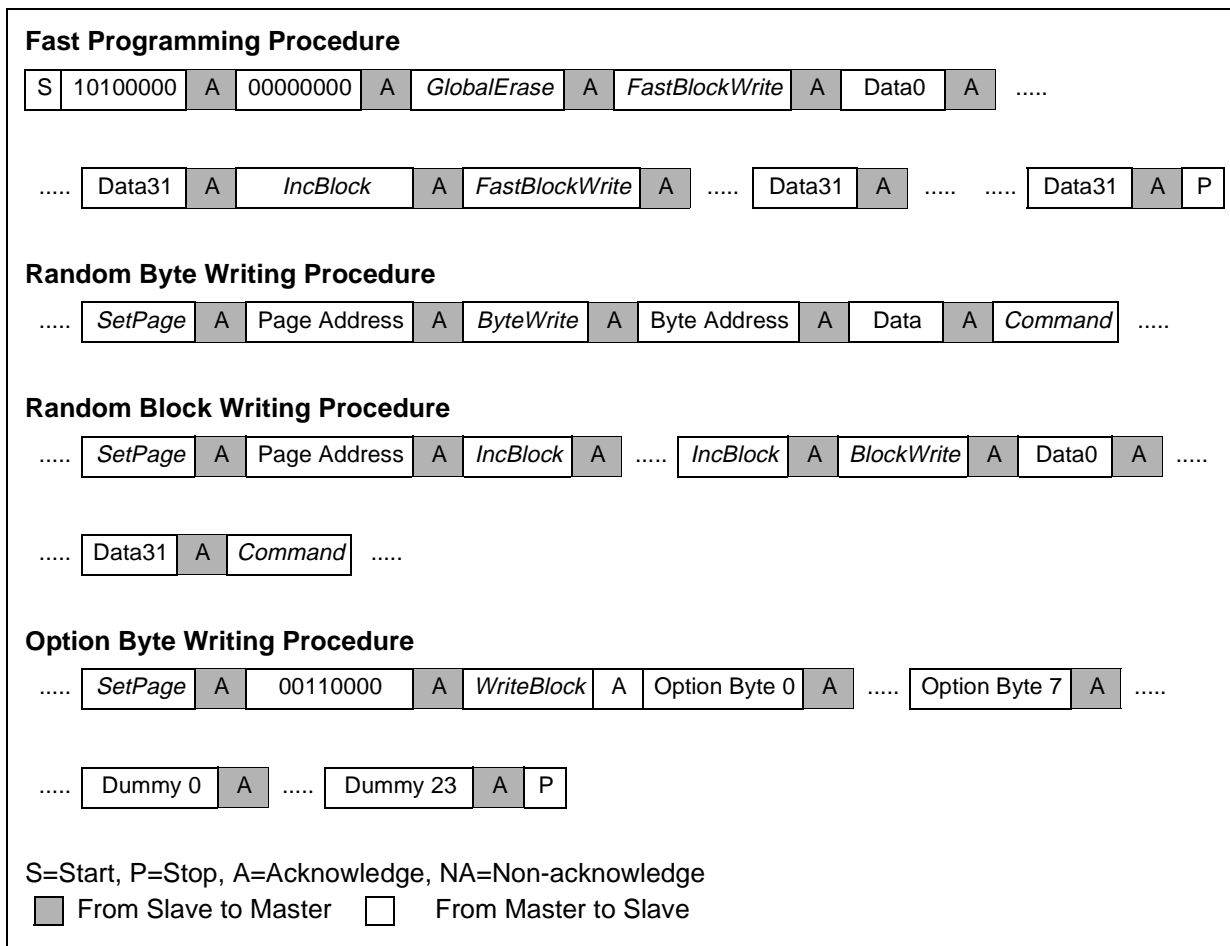 Fast Programming Procedure
S 10100000 A 00000000 A GlobalErase A FastBlockWrite A Data0 A .....
..... Data31 A IncBlock A FastBlockWrite A ..... Data31 A ..... ..... Data31 A P
Random Byte Writing Procedure
..... SetPage A Page Address A ByteWrite A Byte Address A Data A Command .....
Random Block Writing Procedure
..... SetPage A Page Address A IncBlock A ..... IncBlock A BlockWrite A Data0 A .....
..... Data31 A Command .....
Option Byte Writing Procedure
..... SetPage A 00110000 A WriteBlock A Option Byte 0 A ..... Option Byte 7 A .....
..... Dummy 0 A ..... Dummy 23 A P
S=Start, P=Stop, A=Acknowledge, NA=Non-acknowledge
From Slave to Master From Master to Slave